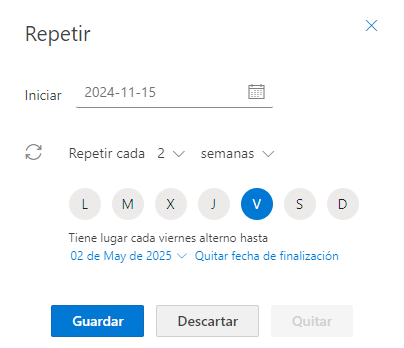 Repetir
Iniciar 2024-11-15
Repetir cada 2 semanas
L M X J V S D
Tiene lugar cada viernes alterno hasta
02 de May de 2025 Quitar fecha de finalización
Guardar Descartar Quitar